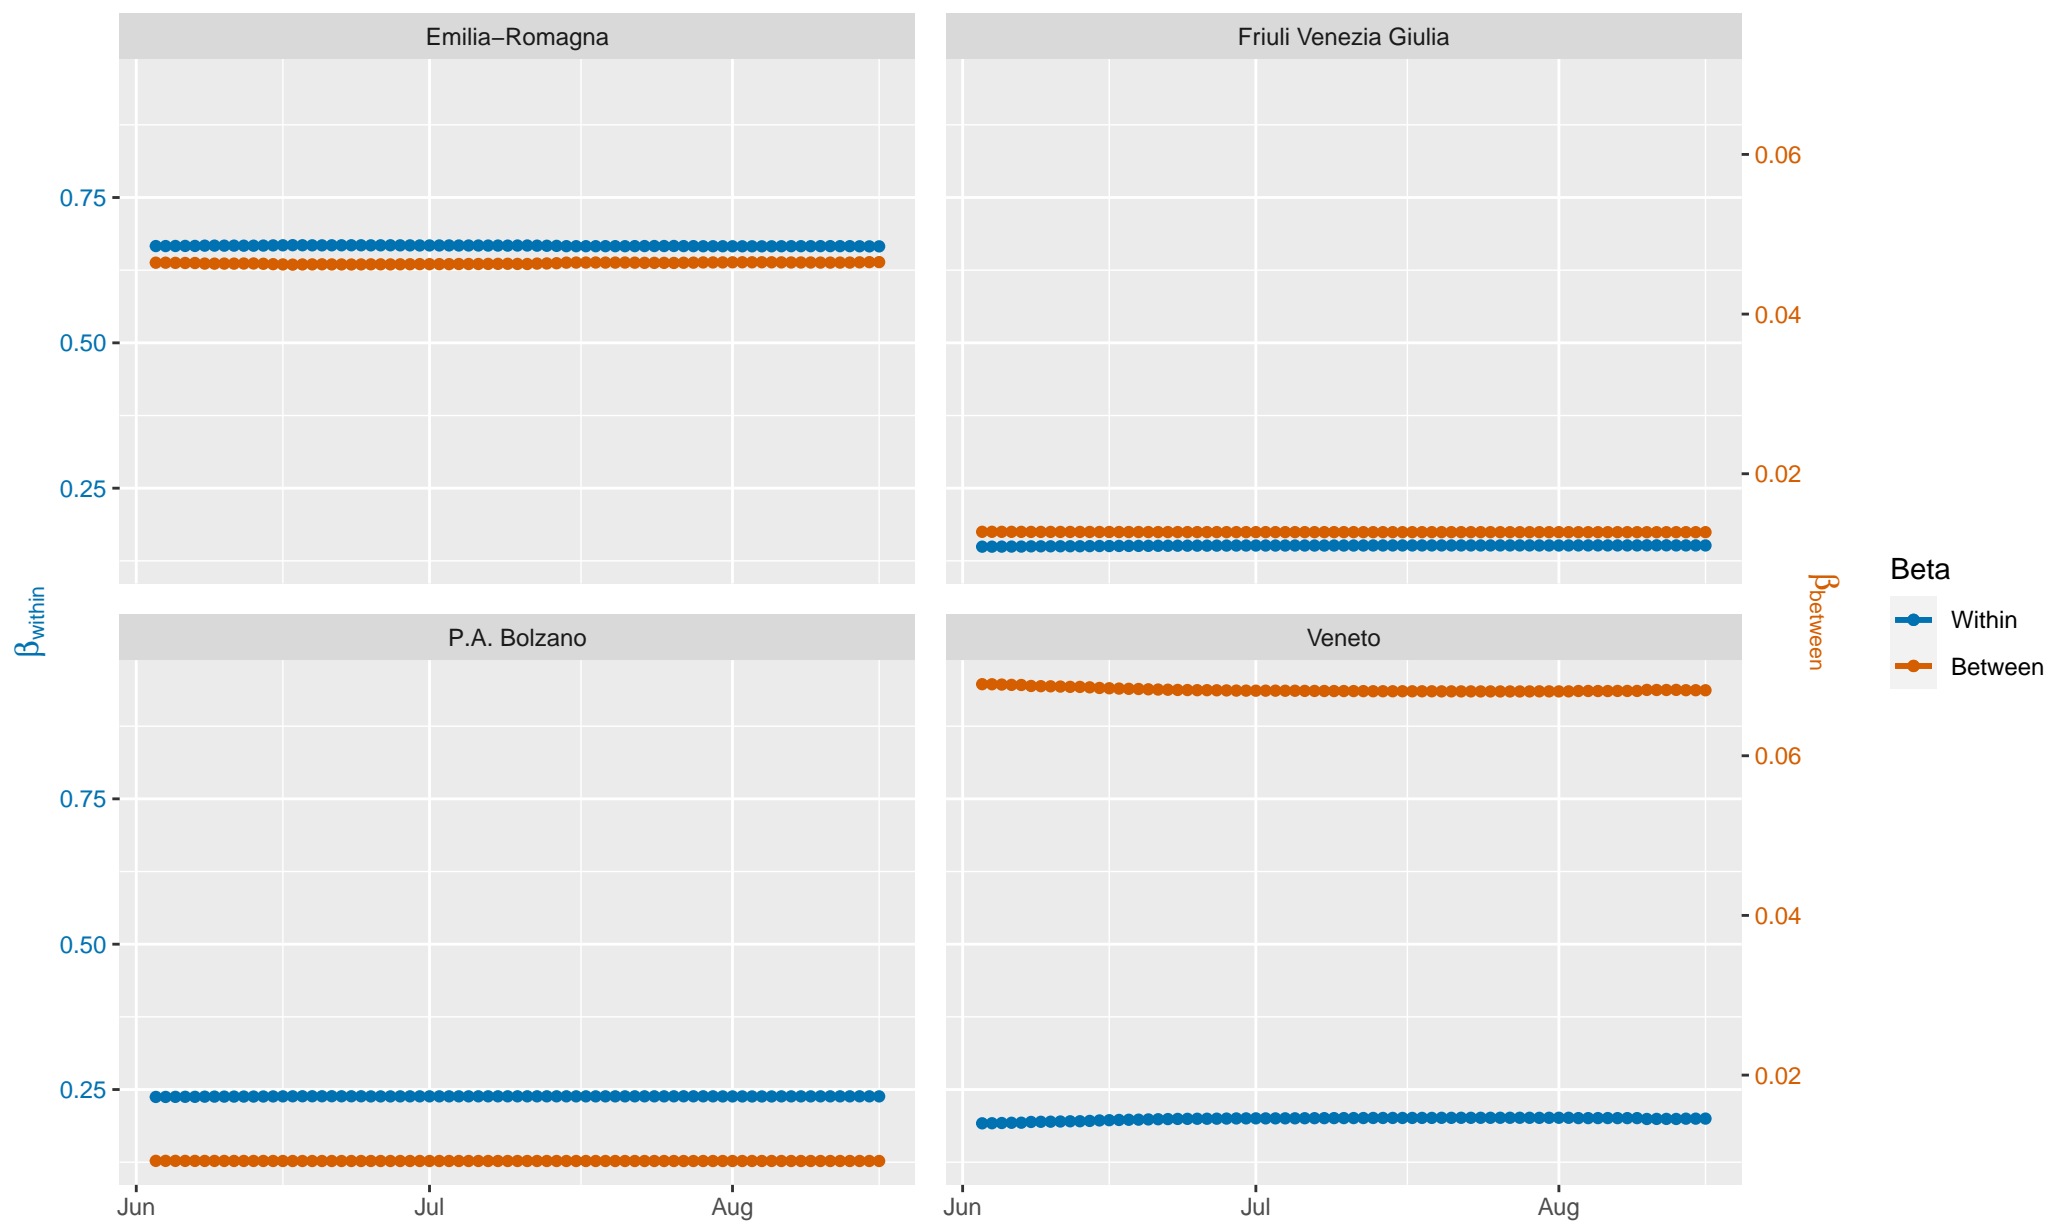 Emilia−Romagna
Friuli Venezia Giulia
0.75
0.50
0.25
0.06
0.04
0.02
βwithin
βbetween
Beta
Within
Between
P.A. Bolzano
Veneto
0.75
0.50
0.25
0.06
0.04
0.02
Jun Jul Aug
Jun Jul Aug